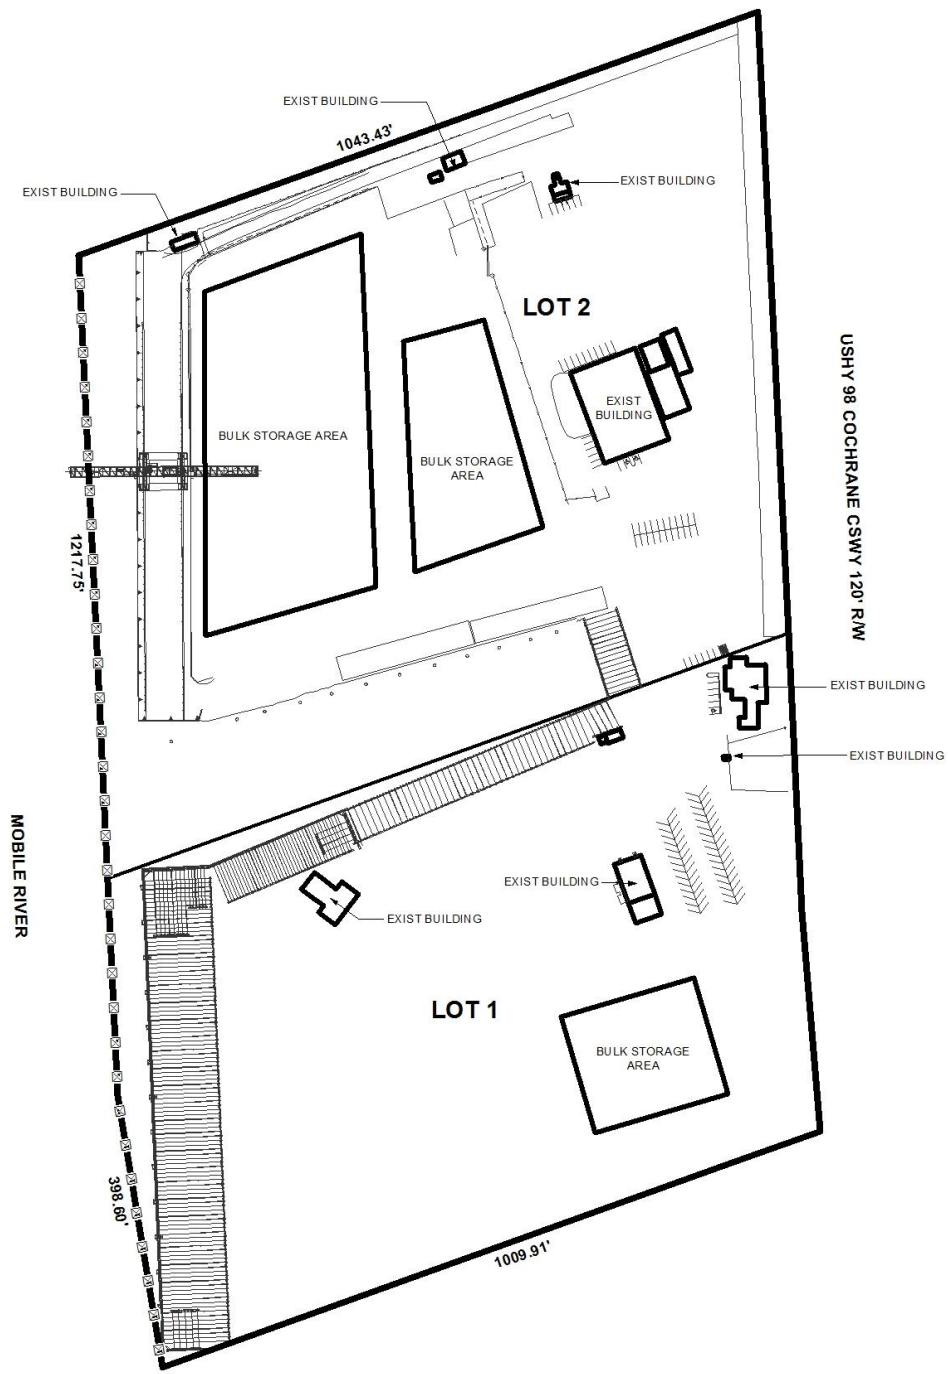 EXIST BUILDING
1043.43'
EXIST BUILDING
EXIST BUILDING
LOT 2
USHY 98 COCHRANE CSWY 120' R/W
EXIST
BUILDING
BULK STORAGE AREA
BULK STORAGE
AREA
1217.75'
EXIST BUILDING
EXIST BUILDING
MOBILE RIVER
EXIST BUILDING
EXIST BUILDING
LOT 1
BULK STORAGE
AREA
398.60'
1009.91'